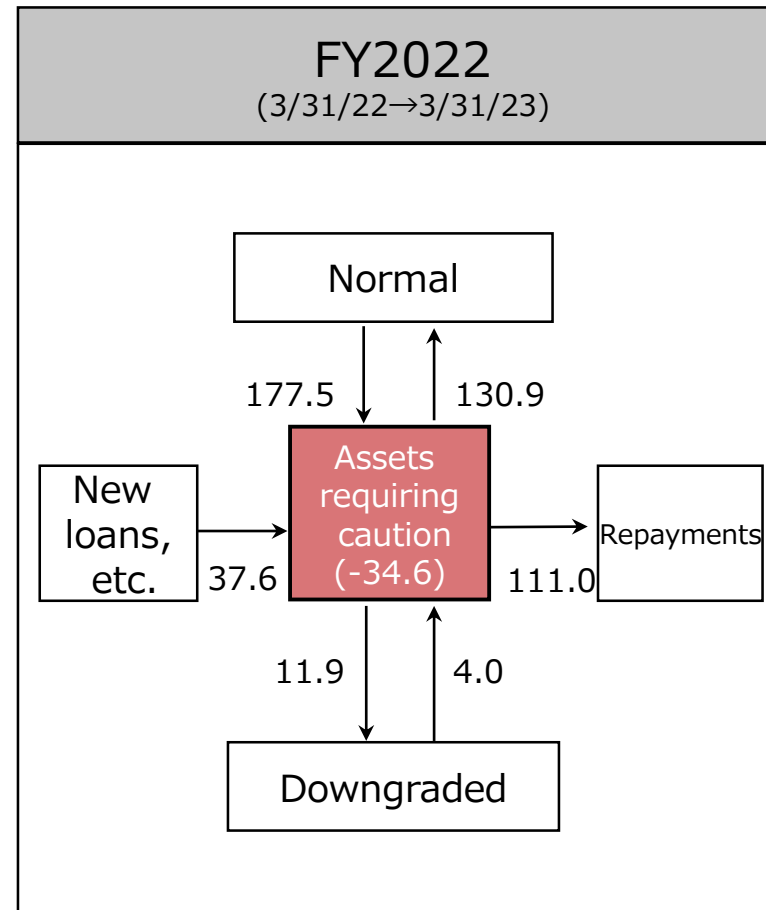 FY2022
(3/31/22→3/31/23)
Normal
177.5
130.9
New
loans,
etc.
37.6
Assets
requiring
caution
(-34.6)
111.0
Repayments
11.9
4.0
Downgraded